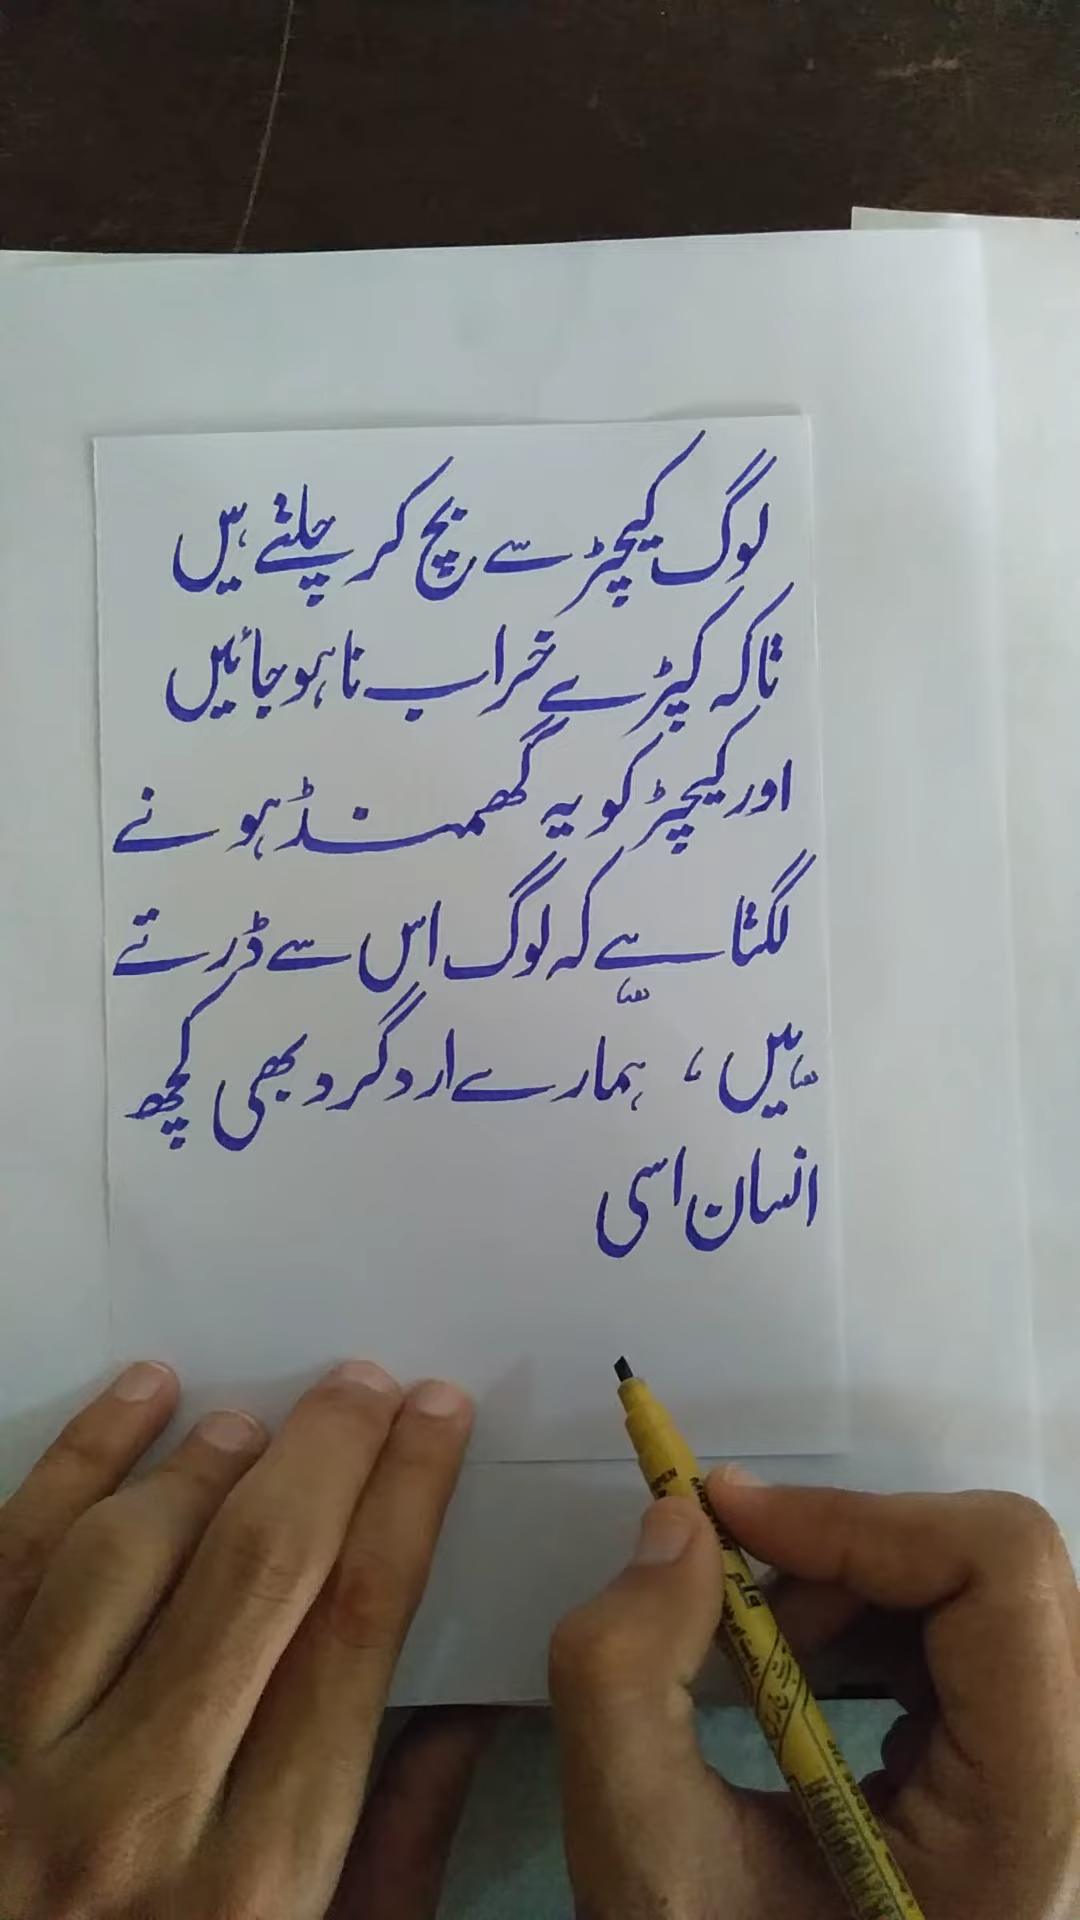 لوگ کیچڑ سے بچ کر چلتے ہیں
تاکہ کپڑے خراب نا ہو جائیں
اور کیچڑ کو یہ گھمنڈ ہونے
لگتا ہے کہ لوگ اس سے ڈرتے
ہیں، ہمارے ارد گرد بھی کچھ
انسان اسی
قلم